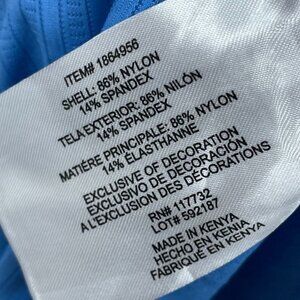 ITEM# 1864956
SHELL: 86% NYLON
14% SPANDEX
TELA EXTERIOR: 86% NILÓN
14% SPANDEX
MATIÈRE PRINCIPALE: 86% NYLON
14% ÉLASTHANNE
EXCLUSIVE OF DECORATION
EXCLUSIVO DE DECORACIÓN
A L'EXCLUSION DES DÉCORATIONS
RN# 117732
LOT# 592187
MADE IN KENYA
HECHO EN KENIA
FABRIQUÉ EN KENYA